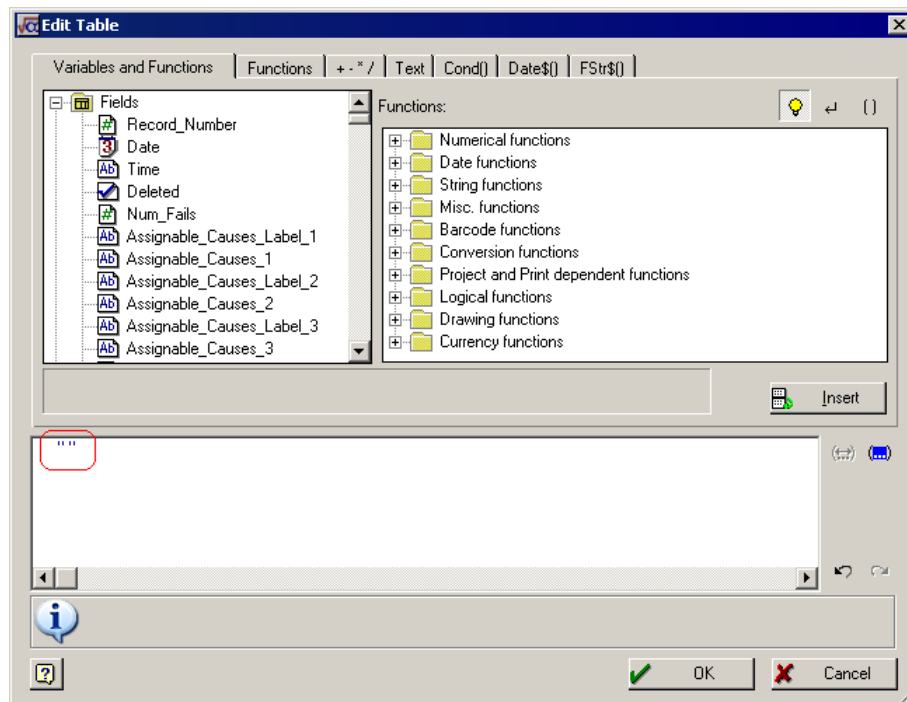 Edit Table
Variables and Functions Functions + - * / Text Cond() Date$() FStr$()
Fields
Record_Number
Date
Time
Deleted
Num_Fails
Assignable_Causes_Label_1
Assignable_Causes_1
Assignable_Causes_Label_2
Assignable_Causes_2
Assignable_Causes_Label_3
Assignable_Causes_3
Functions:
Numerical functions
Date functions
String functions
Misc. functions
Barcode functions
Conversion functions
Project and Print dependent functions
Logical functions
Drawing functions
Currency functions
Insert
" "
OK Cancel